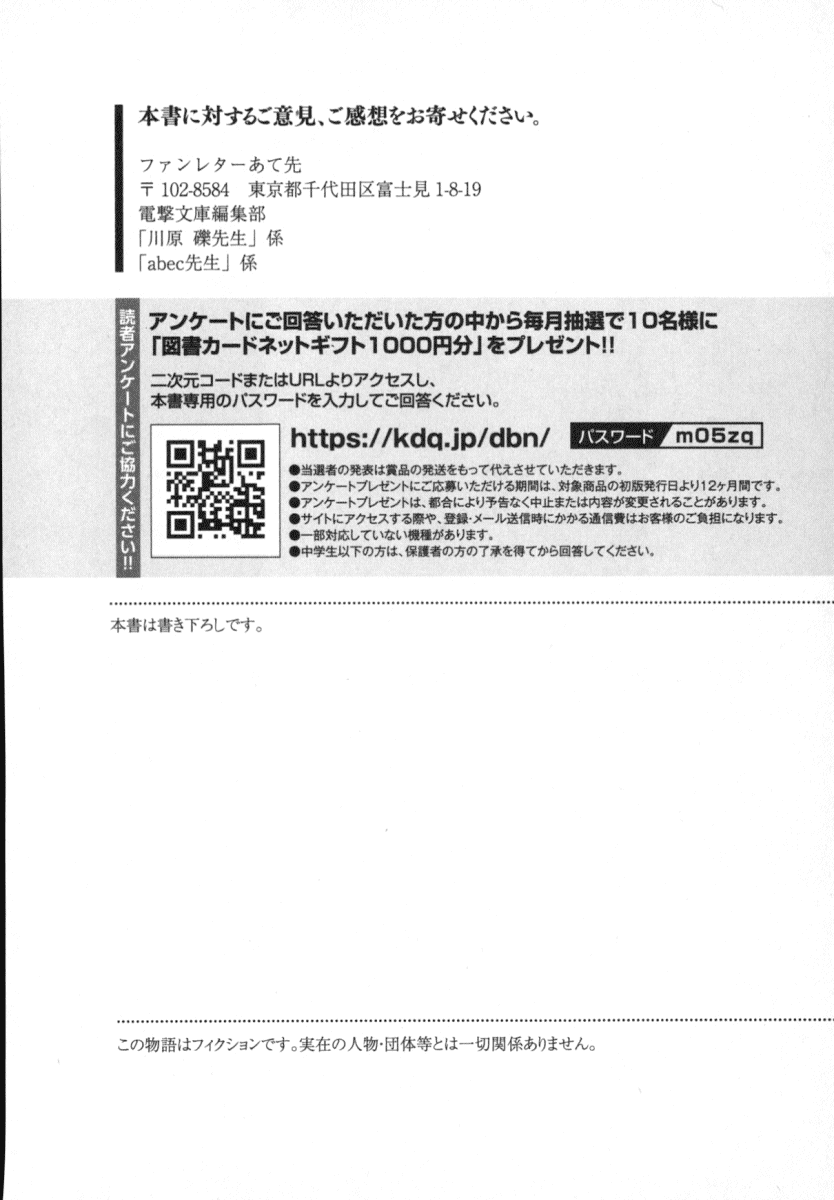 本書に対するご意見、ご感想をお寄せください。
ファンレターあて先
〒102-8584　東京都千代田区富士見1-8-19
電撃文庫編集部
「川原 礫先生」係
「abec先生」係
読者アンケートにご協力ください!!
アンケートにご回答いただいた方の中から毎月抽選で10名様に
「図書カードネットギフト1000円分」をプレゼント!!
二次元コードまたはURLよりアクセスし、
本書専用のパスワードを入力してご回答ください。
https://kdq.jp/dbn/　パスワード　m05zq
●当選者の発表は賞品の発送をもって代えさせていただきます。
●アンケートプレゼントにご応募いただける期間は、対象商品の初版発行日より12ヶ月間です。
●アンケートプレゼントは、都合により予告なく中止または内容が変更されることがあります。
●サイトにアクセスする際や、登録・メール送信時にかかる通信費はお客様のご負担になります。
●一部対応していない機種があります。
●中学生以下の方は、保護者の方の了承を得てから回答してください。
本書は書き下ろしです。
この物語はフィクションです。実在の人物・団体等とは一切関係ありません。